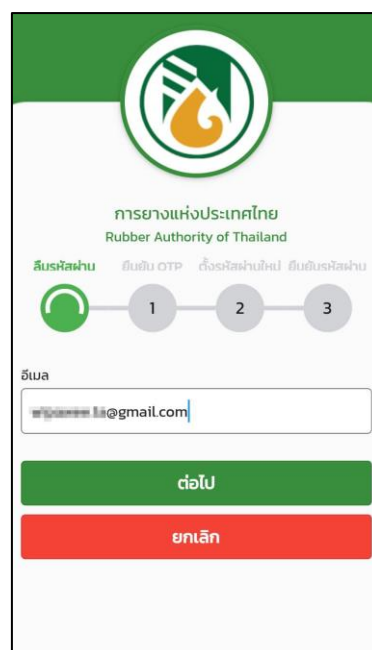 การยางแห่งประเทศไทย
Rubber Authority of Thailand
ลืมรหัสผ่าน ยืนยัน OTP ตั้งรหัสผ่านใหม่ ยืนยันรหัสผ่าน
1 2 3
อีเมล
@gmail.com
ต่อไป
ยกเลิก